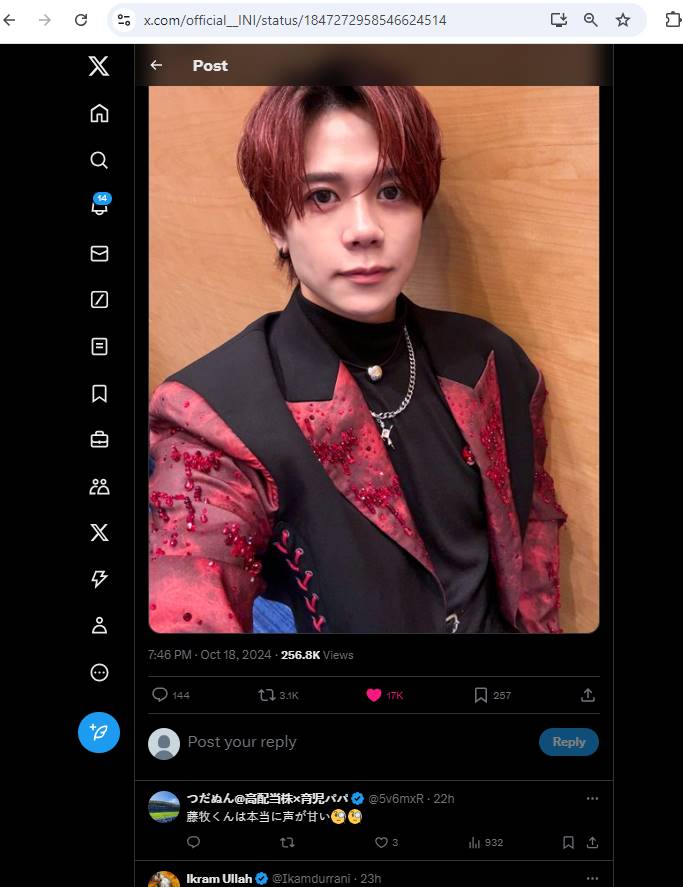 x.com/official__INI/status/1847272958546624514
Post
14
7:46 PM · Oct 18, 2024 · 256.8K Views
144 3.1K 17K 257
Post your reply
Reply
つだぬん@高配当株×育児パパ @5v6mxR · 22h
藤牧くんは本当に声が甘い
3 932
Ikram Ullah @Ikamdurrani · 23h